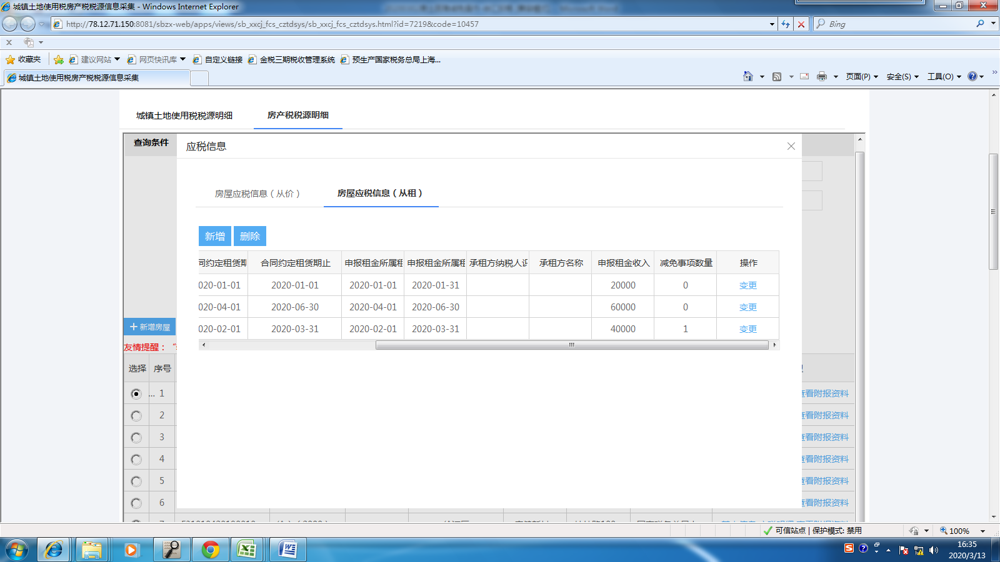 城镇土地使用税房产税税源信息采集 - Windows Internet Explorer
http://78.12.71.150:8081/sbzx-web/apps/views/sb_xxcj_fcs_cztdsys/sb_xxcj_fcs_cztdsys.html?id=7219&code=10457
Bing
收藏夹 建议网站 网页快讯库 自定义链接 金税三期税收管理系统 预生产国家税务总局上海...
城镇土地使用税房产税税源信息采集
页面(P) 安全(S) 工具(O)
城镇土地使用税税源明细 房产税税源明细
查询条件
应税信息
房屋应税信息（从价） 房屋应税信息（从租）
新增 删除
同约定租赁期 合同约定租赁期止 申报租金所属租 申报租金所属租 承租方纳税人识 承租方名称 申报租金收入 减免事项数量 操作
020-01-01 2020-01-01 2020-01-01 2020-01-31 20000 0 变更
020-04-01 2020-06-30 2020-04-01 2020-06-30 60000 0 变更
020-02-01 2020-03-31 2020-02-01 2020-03-31 40000 1 变更
新增房屋
友情提醒：“
选择 序号
... 1 查看附报资料
2 查看附报资料
3 查看附报资料
4 查看附报资料
5 查看附报资料
6 查看附报资料
可信站点 | 保护模式: 禁用 100%
16:35
2020/3/13